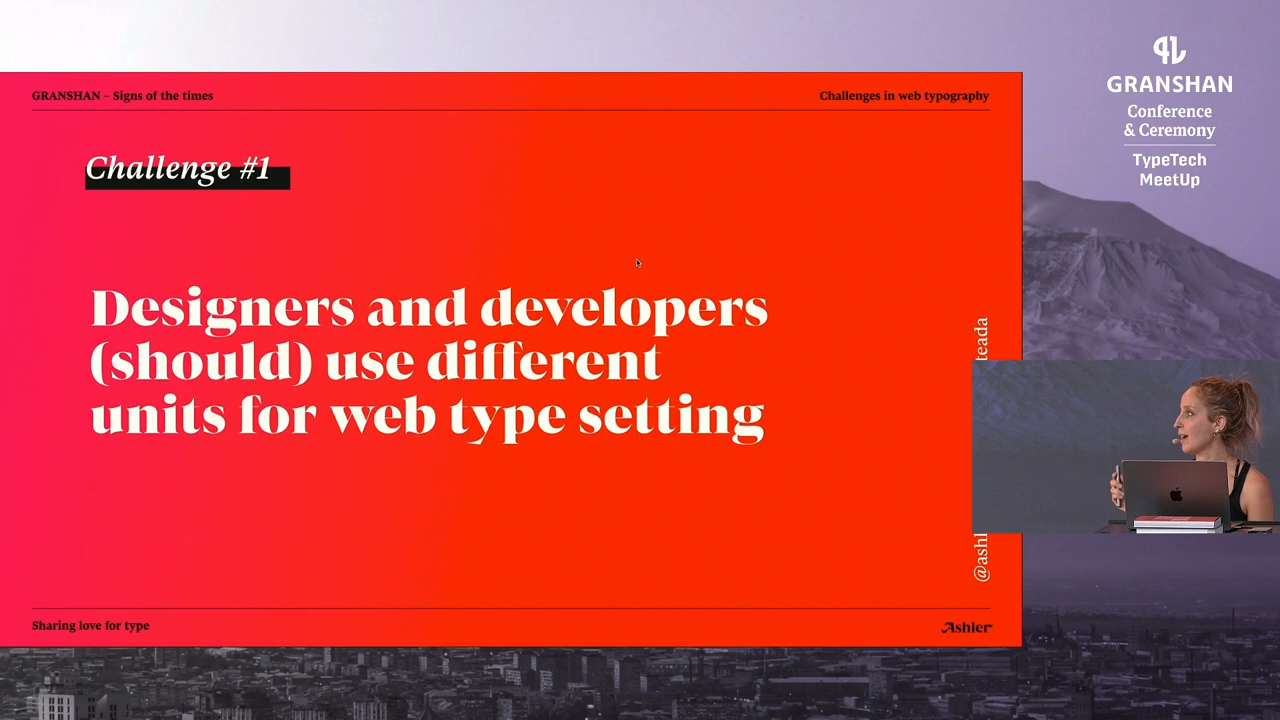 GRANSHAN – Signs of the times
Challenges in web typography
Challenge #1
Designers and developers
(should) use different
units for web type setting
Sharing love for type
Ashler
GRANSHAN
Conference
& Ceremony
TypeTech
MeetUp